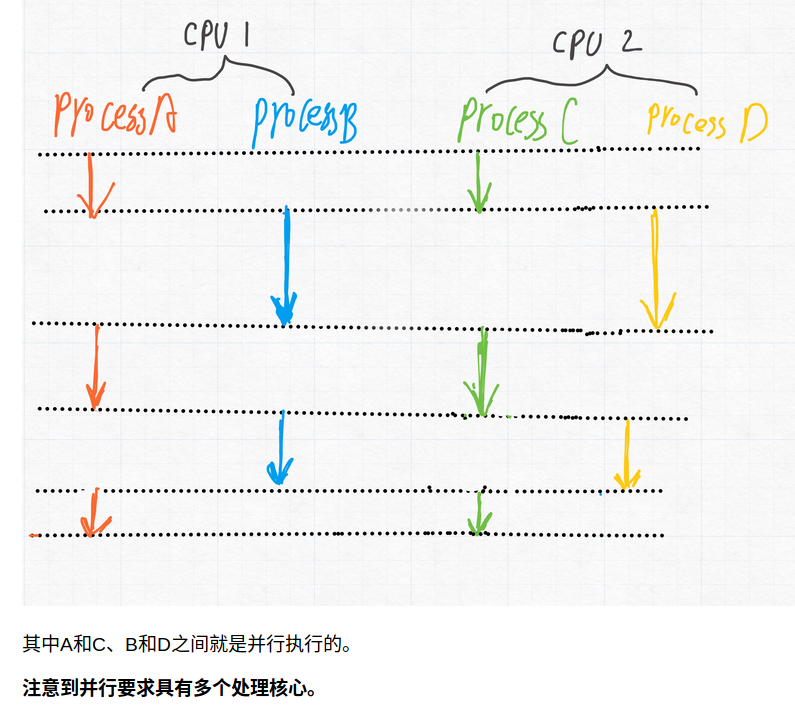 CPU 1
CPU 2
ProcessA
ProcessB
Process C
Process D
其中A和C、B和D之间就是并行执行的。
注意到并行要求具有多个处理核心。